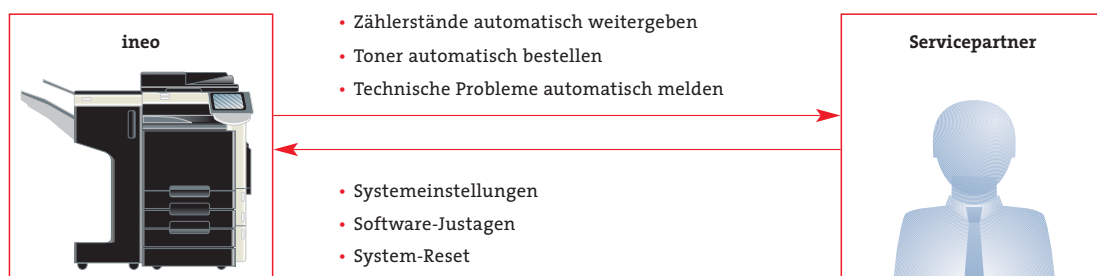 ineo
• Zählerstände automatisch weitergeben
• Toner automatisch bestellen
• Technische Probleme automatisch melden
Servicepartner
• Systemeinstellungen
• Software-Justagen
• System-Reset